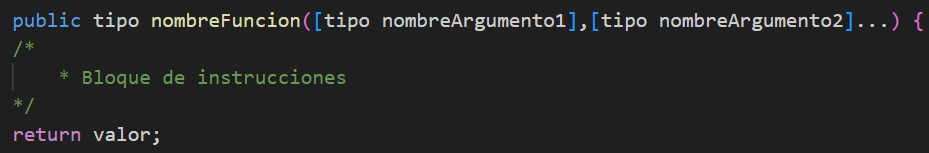 public tipo nombreFuncion([tipo nombreArgumento1],[tipo nombreArgumento2]...) {
/*
    * Bloque de instrucciones
*/
return valor;